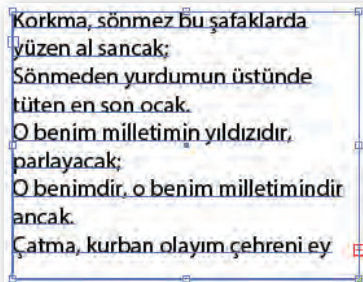 Korkma, sönmez bu şafaklarda
yüzen al sancak;
Sönmeden yurdumun üstünde
tüten en son ocak.
O benim milletimin yıldızıdır,
parlayacak;
O benimdir, o benim milletimindir
ancak.
Çatma, kurban olayım çehreni ey